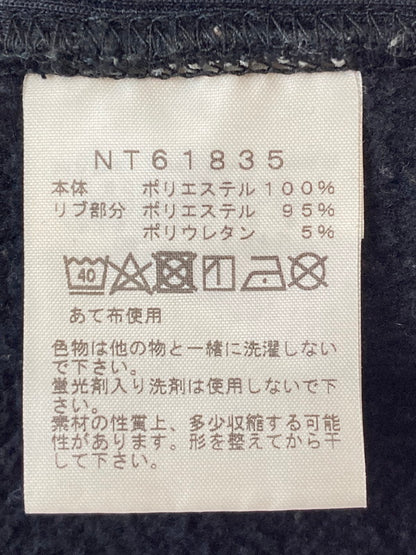 NT61835
本体 ポリエステル100%
リブ部分 ポリエステル 95%
ポリウレタン 5%
40
あて布使用
色物は他の物と一緒に洗濯しない
で下さい。
蛍光剤入り洗剤は使用しないで下
さい。
素材の性質上、多少収縮する可能
性があります。形を整えてから干
して下さい。